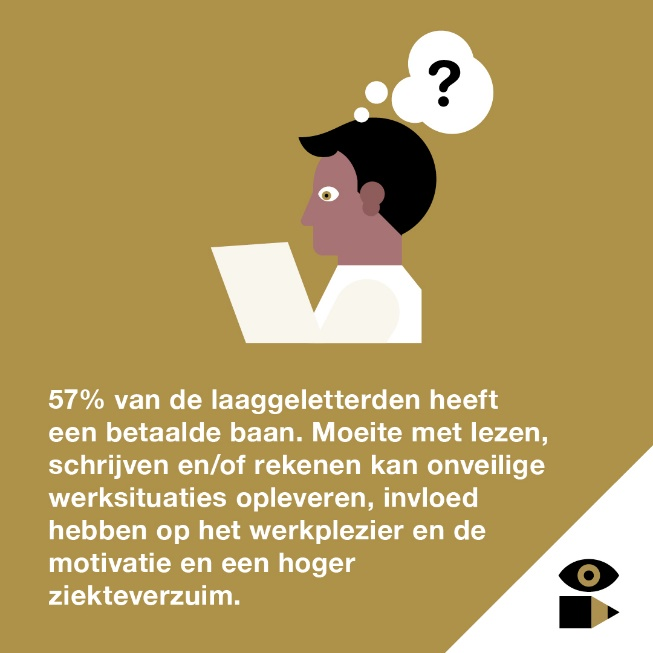 ?
57% van de laaggeletterden heeft
een betaalde baan. Moeite met lezen,
schrijven en/of rekenen kan onveilige
werksituaties opleveren, invloed
hebben op het werkplezier en de
motivatie en een hoger
ziekteverzuim.